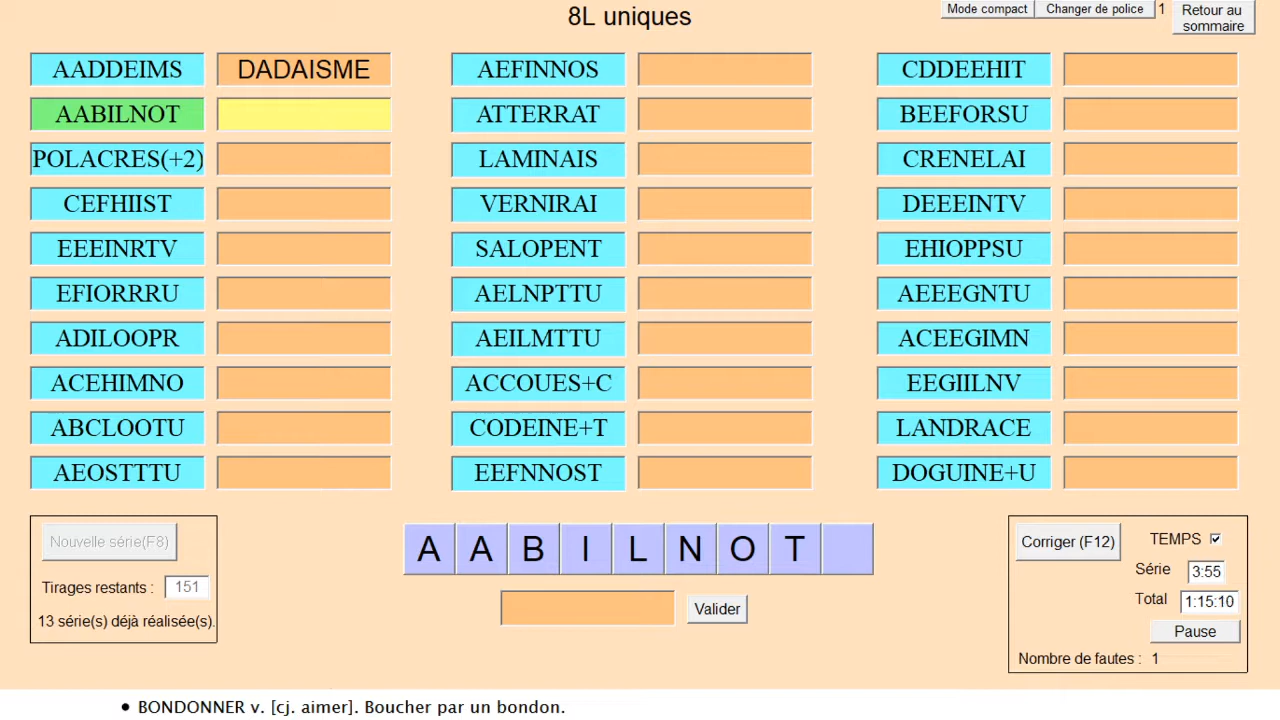 8L uniques
Mode compact Changer de police 1 Retour au sommaire
AADDEIMS DADAISME AEFINNOS CDDEEHIT
AABILNOT ATTERRAT BEEFORSU
POLACRES(+2) LAMINAIS CRENELAI
CEFHIIST VERNIRAI DEEEINTV
EEEINRTV SALOPENT EHIOPPSU
EFIORRRU AELNPTTU AEEEGNTU
ADILOOPR AEILMTTU ACEEGIMN
ACEHIMNO ACCOUES+C EEGIILNV
ABCLOOTU CODEINE+T LANDRACE
AEOSTTTU EEFNNOST DOGUINE+U
Nouvelle série(F8)
Tirages restants : 151
13 série(s) déjà réalisée(s).
A A B I L N O T
Valider
Corriger (F12) TEMPS
Série 3:55
Total 1:15:10
Pause
Nombre de fautes : 1
• BONDONNER v. [cj. aimer]. Boucher par un bondon.